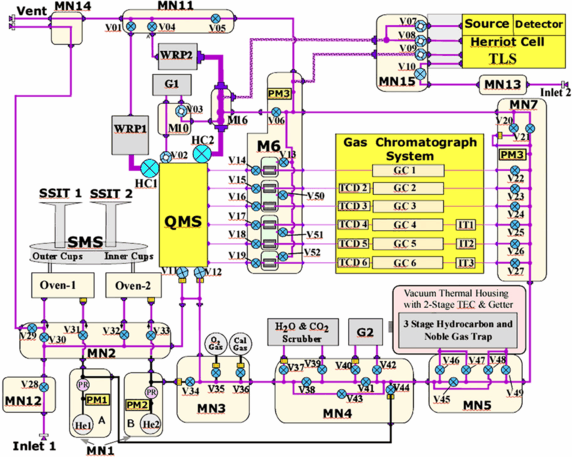 Vent
MN14
MN11
V01
V04
V05
WRP2
G1
V03
MI0
MI6
WRP1
HC2
V02
HC1
PM3
V06
M6
V07
V08
V09
V10
MN15
Source
Detector
Herriot Cell
TLS
MN13
Inlet 2
MN7
V20
V21
PM3
V22
V23
V24
V25
V26
V27
Gas Chromatograph
System
GC 1
TCD 2
GC 2
TCD 3
GC 3
TCD 4
GC 4
IT1
TCD 5
GC 5
IT2
TCD 6
GC 6
IT3
V13
V14
V15
V50
V16
V17
V51
V18
V52
V19
QMS
V11
V12
SSIT 1
SSIT 2
SMS
Outer Cups
Inner Cups
Oven-1
Oven-2
V29
V30
V31
V32
V33
MN2
V28
MN12
Inlet 1
PR
PM1
A
He1
PR
PM2
B
He2
MN1
O2
Gas
Cal
Gas
V34
V35
V36
MN3
H2O & CO2
Scrubber
G2
V37
V39
V40
V42
V38
V41
V43
V44
MN4
Vacuum Thermal Housing
with 2-Stage TEC & Getter
3 Stage Hydrocarbon and
Noble Gas Trap
V46
V47
V48
V45
V49
MN5